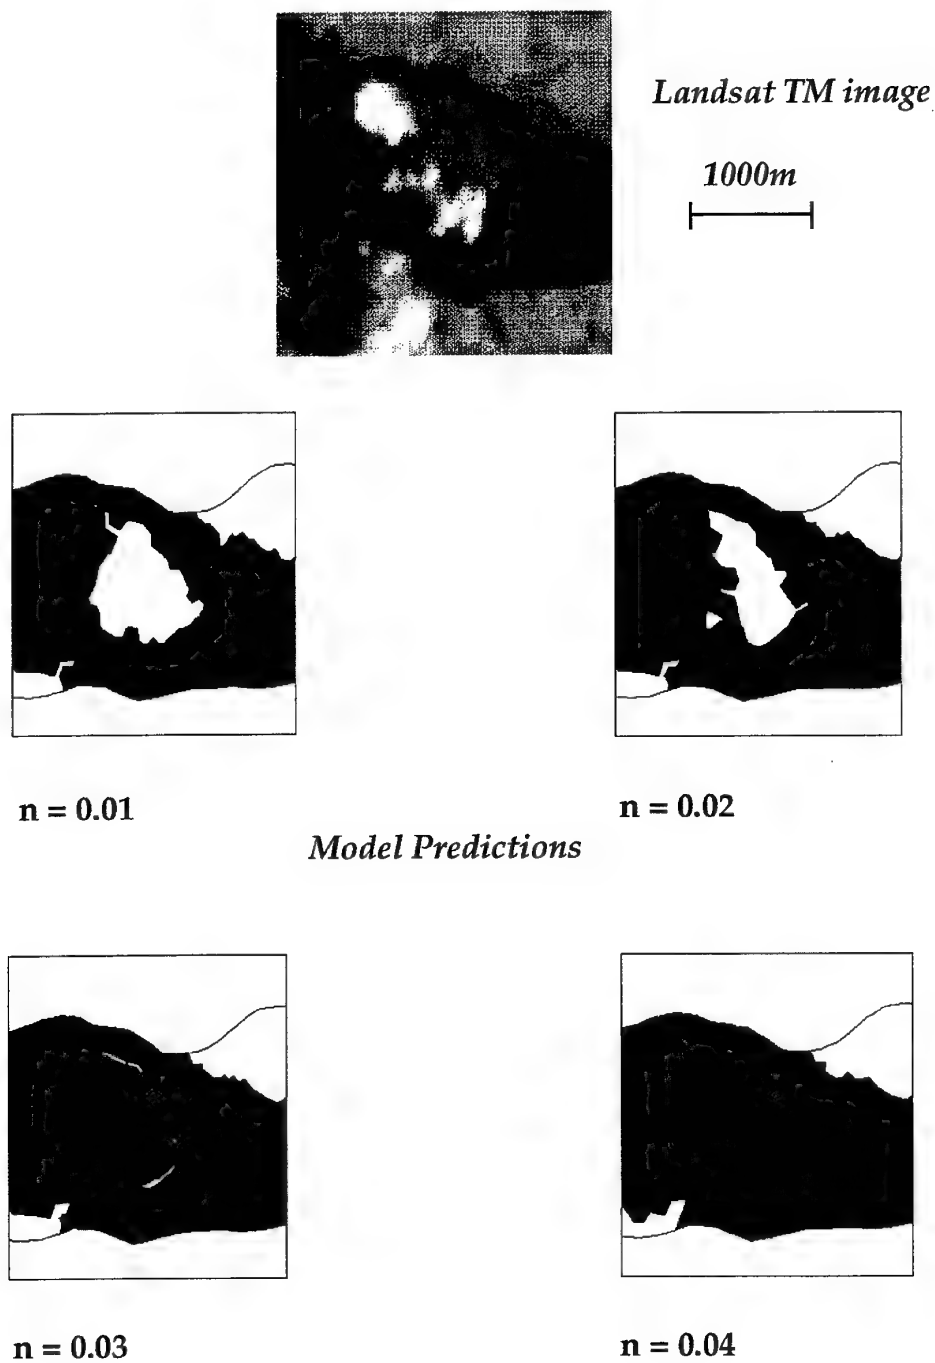 Landsat TM image
1000m
n = 0.01
n = 0.02
Model Predictions
n = 0.03
n = 0.04